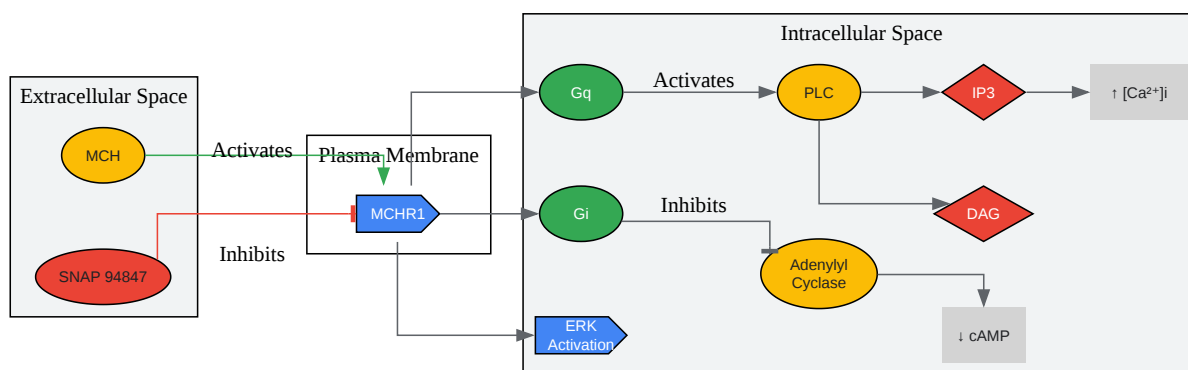 Intracellular Space
Extracellular Space
MCH
SNAP 94847
Activates
Inhibits
Plasma Membrane
MCHR1
Gq
Activates
PLC
IP3
↑ [Ca²⁺]i
DAG
Gi
Inhibits
Adenylyl
Cyclase
↓ cAMP
ERK
Activation